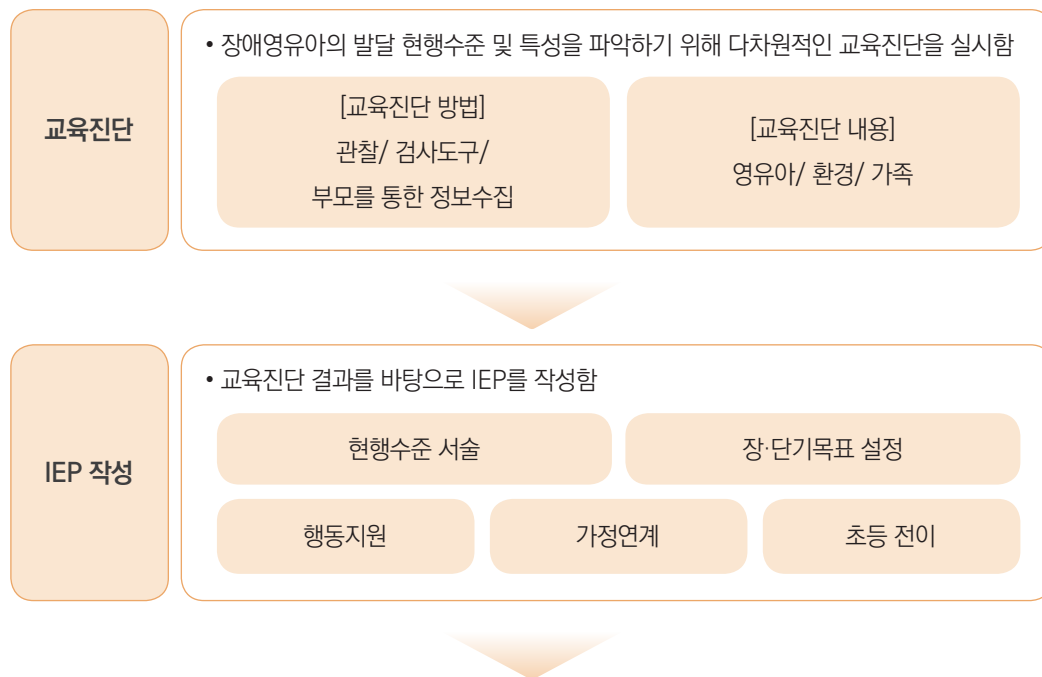 교육진단
• 장애영유아의 발달 현행수준 및 특성을 파악하기 위해 다차원적인 교육진단을 실시함
[교육진단 방법]
관찰/ 검사도구/
부모를 통한 정보수집
[교육진단 내용]
영유아/ 환경/ 가족
IEP 작성
• 교육진단 결과를 바탕으로 IEP를 작성함
현행수준 서술
장·단기목표 설정
행동지원
가정연계
초등 전이